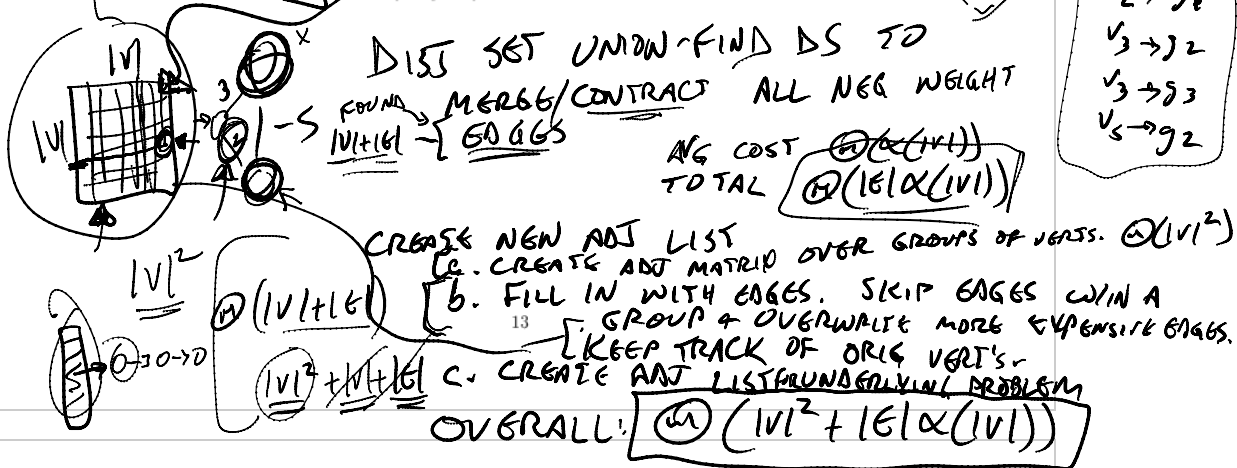 DIST SET UNION-FIND DS TO
MERGE/CONTRACT ALL NEG WEIGHT
EDGES
FOUND
|V|+|E|
|V|
|V|
3
X
-S
AVG COST Θ(α(|V|))
TOTAL Θ(|E|α(|V|))
V3→g2
V3→g3
V5→g2
CREATE NEW ADJ LIST
a. CREATE ADJ MATRIX OVER GROUPS OF VERTS. Θ(|V|²)
b. FILL IN WITH EDGES. SKIP EDGES W/IN A
GROUP & OVERWRITE MORE EXPENSIVE EDGES.
KEEP TRACK OF ORIG VERT'S.
c. CREATE ADJ LIST FOR UNDERLYING PROBLEM
|V|²
Θ(|V|+|E|)
|V|²+|V|+|E|
13
OVERALL: Θ(|V|²+|E|α(|V|))